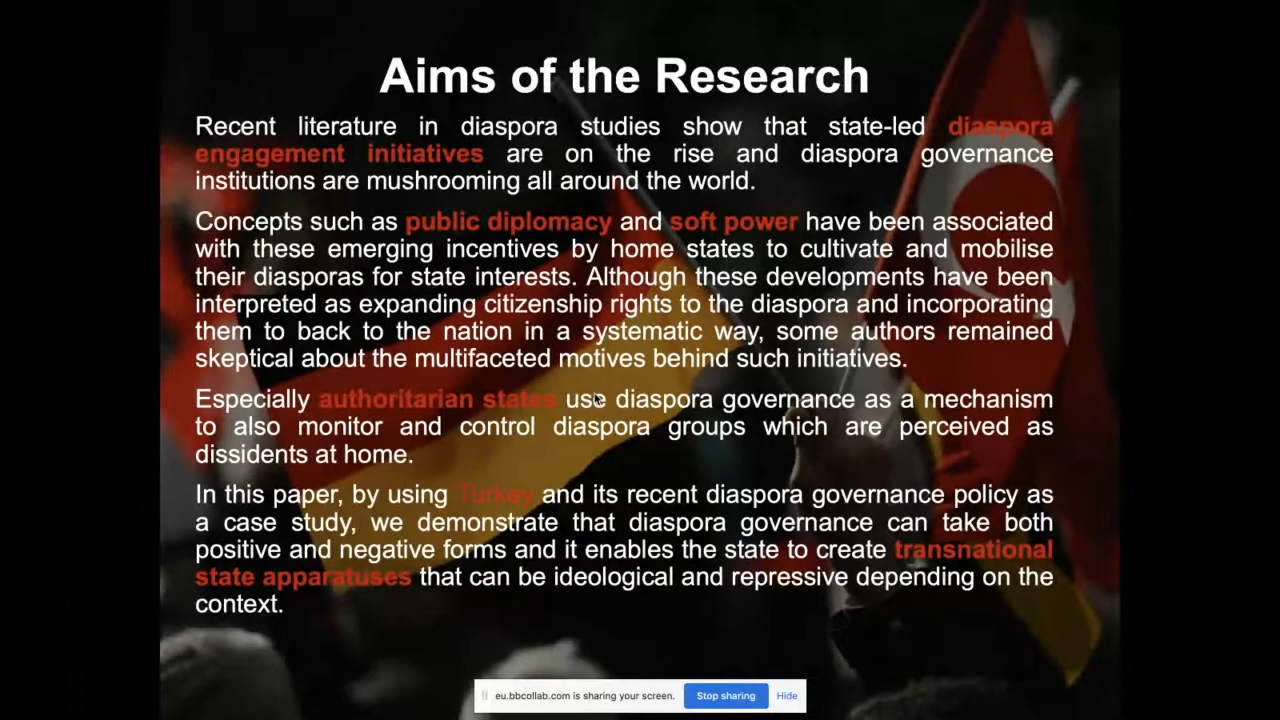 Aims of the Research
Recent literature in diaspora studies show that state-led diaspora
engagement initiatives are on the rise and diaspora governance
institutions are mushrooming all around the world.
Concepts such as public diplomacy and soft power have been associated
with these emerging incentives by home states to cultivate and mobilise
their diasporas for state interests. Although these developments have been
interpreted as expanding citizenship rights to the diaspora and incorporating
them to back to the nation in a systematic way, some authors remained
skeptical about the multifaceted motives behind such initiatives.
Especially authoritarian states use diaspora governance as a mechanism
to also monitor and control diaspora groups which are perceived as
dissidents at home.
In this paper, by using Turkey and its recent diaspora governance policy as
a case study, we demonstrate that diaspora governance can take both
positive and negative forms and it enables the state to create transnational
state apparatuses that can be ideological and repressive depending on the
context.
eu.bbcollab.com is sharing your screen. Stop sharing Hide